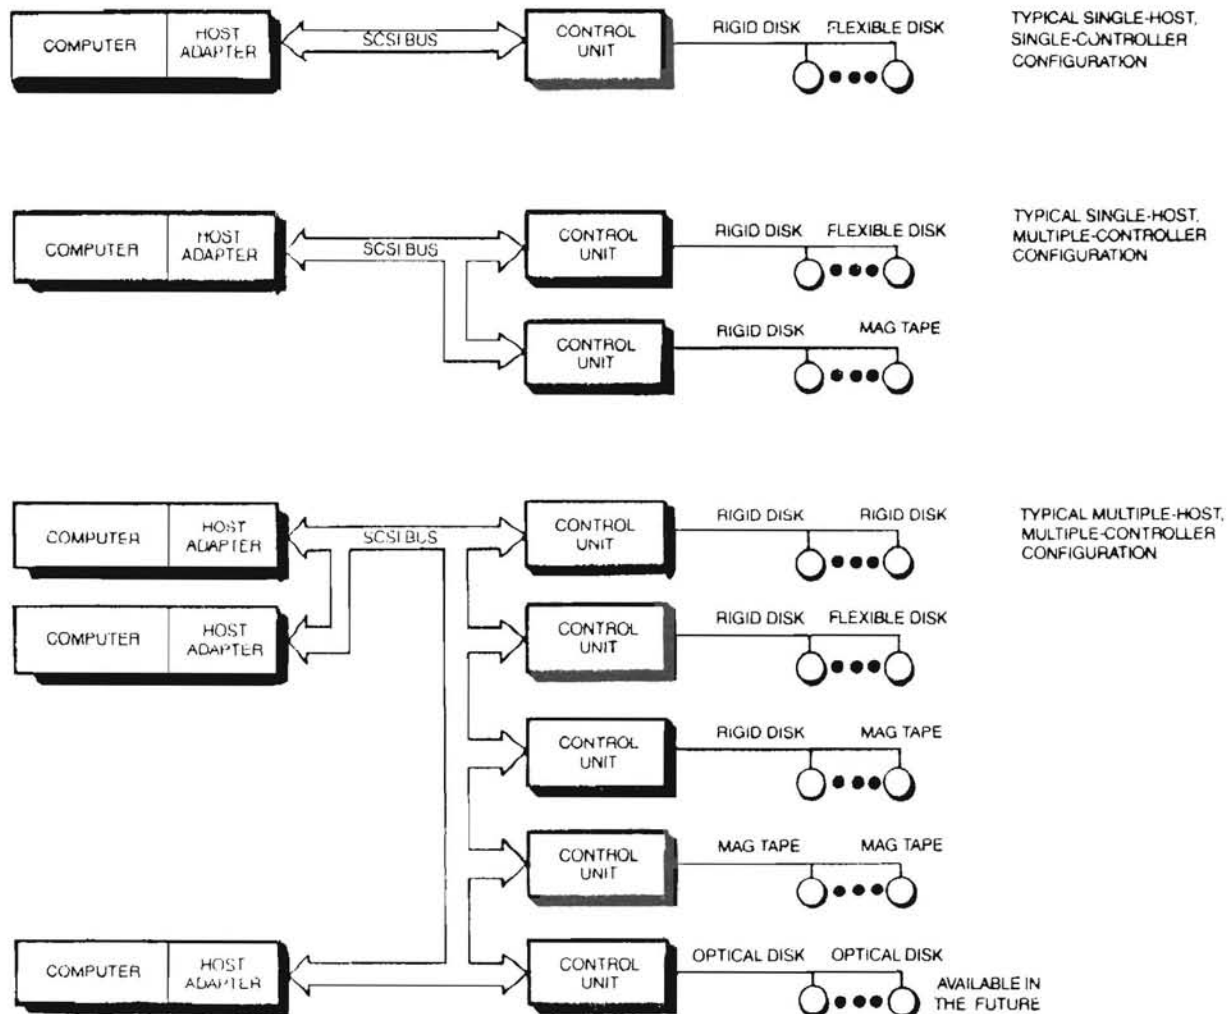 COMPUTER
HOST
ADAPTER
SCSI BUS
CONTROL
UNIT
RIGID DISK
FLEXIBLE DISK
TYPICAL SINGLE-HOST,
SINGLE-CONTROLLER
CONFIGURATION
COMPUTER
HOST
ADAPTER
SCSI BUS
CONTROL
UNIT
RIGID DISK
FLEXIBLE DISK
TYPICAL SINGLE-HOST,
MULTIPLE-CONTROLLER
CONFIGURATION
CONTROL
UNIT
RIGID DISK
MAG TAPE
COMPUTER
HOST
ADAPTER
SCSI BUS
CONTROL
UNIT
RIGID DISK
RIGID DISK
TYPICAL MULTIPLE-HOST,
MULTIPLE-CONTROLLER
CONFIGURATION
COMPUTER
HOST
ADAPTER
CONTROL
UNIT
RIGID DISK
FLEXIBLE DISK
CONTROL
UNIT
RIGID DISK
MAG TAPE
CONTROL
UNIT
MAG TAPE
MAG TAPE
COMPUTER
HOST
ADAPTER
CONTROL
UNIT
OPTICAL DISK
OPTICAL DISK
AVAILABLE IN
THE FUTURE